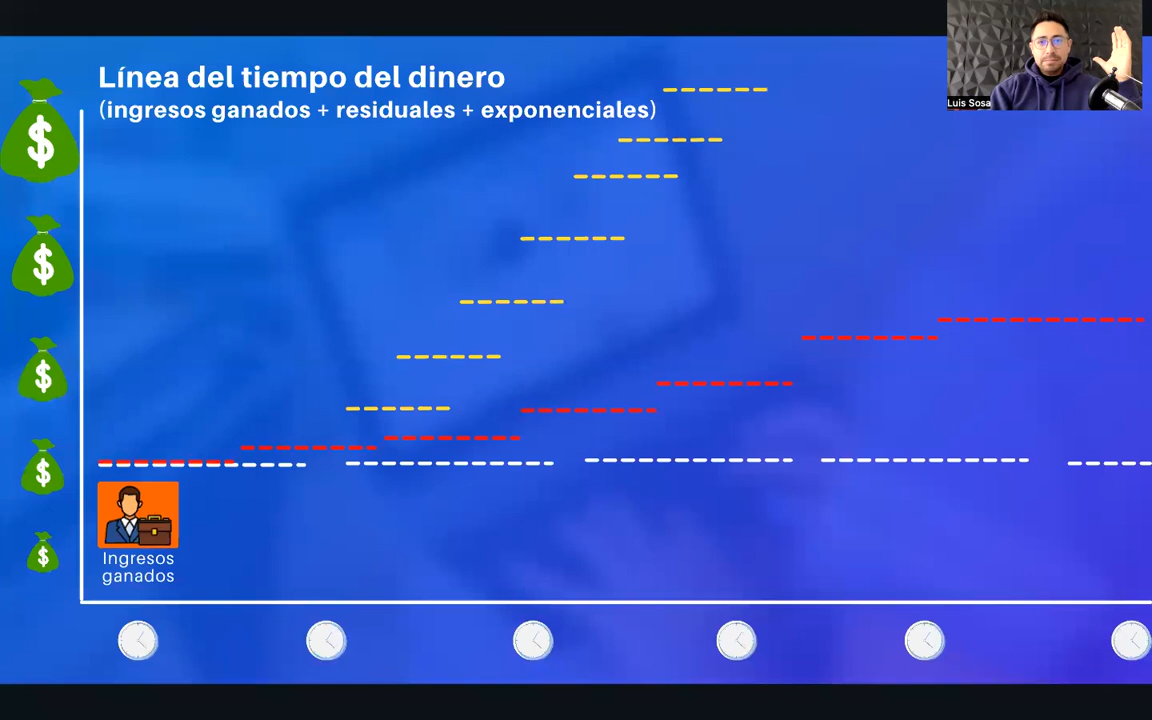 Línea del tiempo del dinero
(ingresos ganados + residuales + exponenciales)
Luis Sosa
$
$
$
$
$
Ingresos
ganados